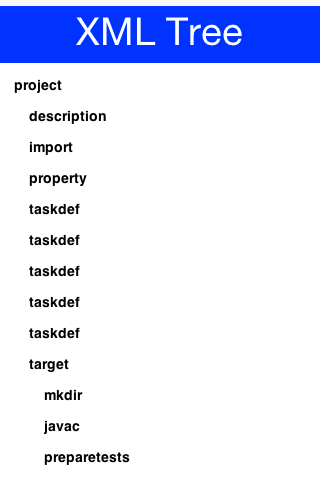 XML Tree
project
description
import
property
taskdef
taskdef
taskdef
taskdef
taskdef
target
mkdir
javac
preparetests